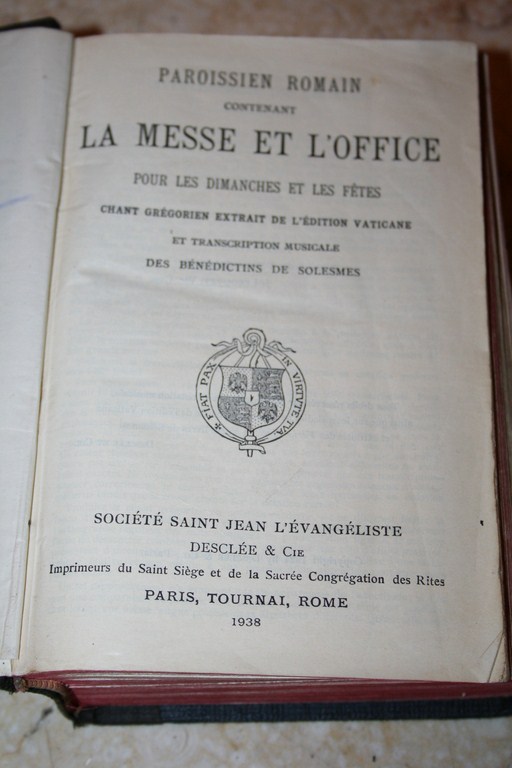 PAROISSIEN ROMAIN
CONTENANT
LA MESSE ET L'OFFICE
POUR LES DIMANCHES ET LES FÊTES
CHANT GRÉGORIEN EXTRAIT DE L'ÉDITION VATICANE
ET TRANSCRIPTION MUSICALE
DES BÉNÉDICTINS DE SOLESMES
* FIAT PAX IN VIRTVTE TVA.
SOCIÉTÉ SAINT JEAN L'ÉVANGÉLISTE
DESCLÉE & CIE
Imprimeurs du Saint Siège et de la Sacrée Congrégation des Rites
PARIS, TOURNAI, ROME
1938